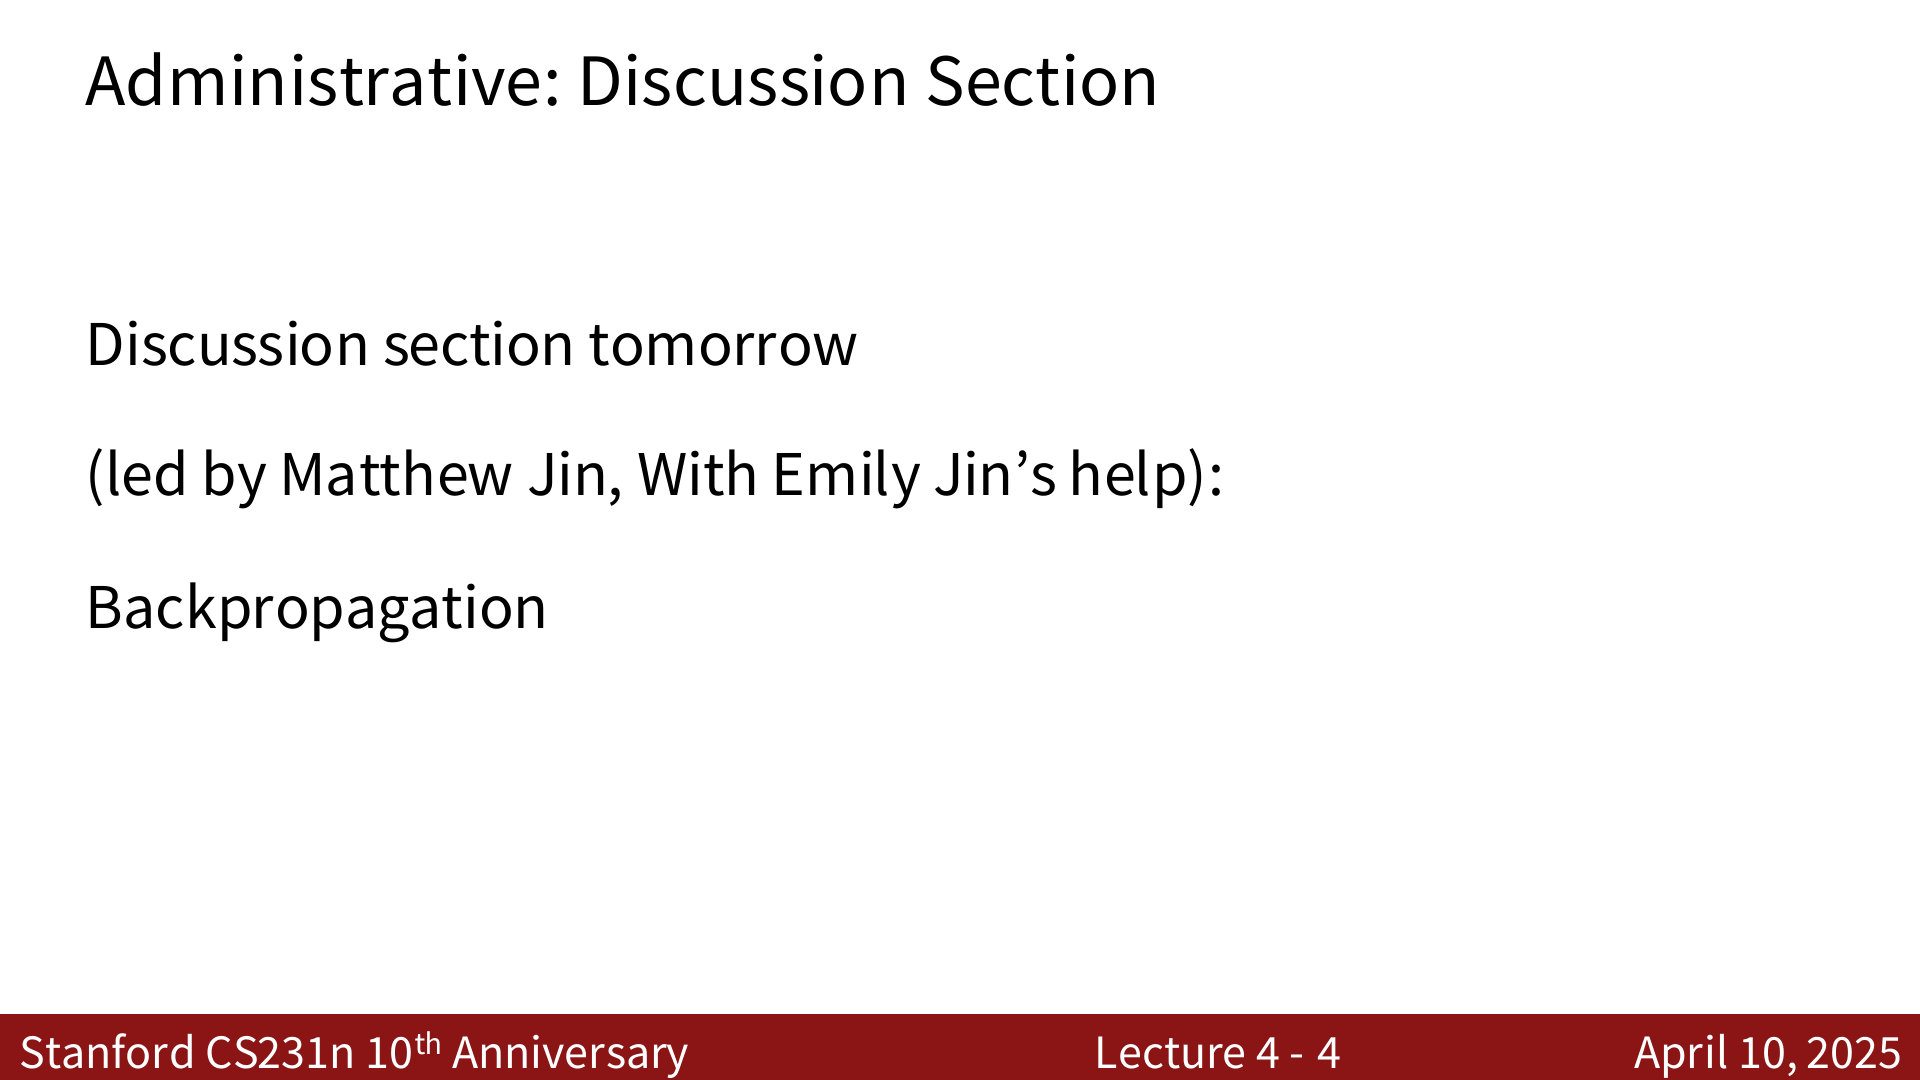 Administrative: Discussion Section
Discussion section tomorrow
(led by Matthew Jin, With Emily Jin’s help):
Backpropagation
Stanford CS231n 10th Anniversary
Lecture 4 - 4
April 10, 2025